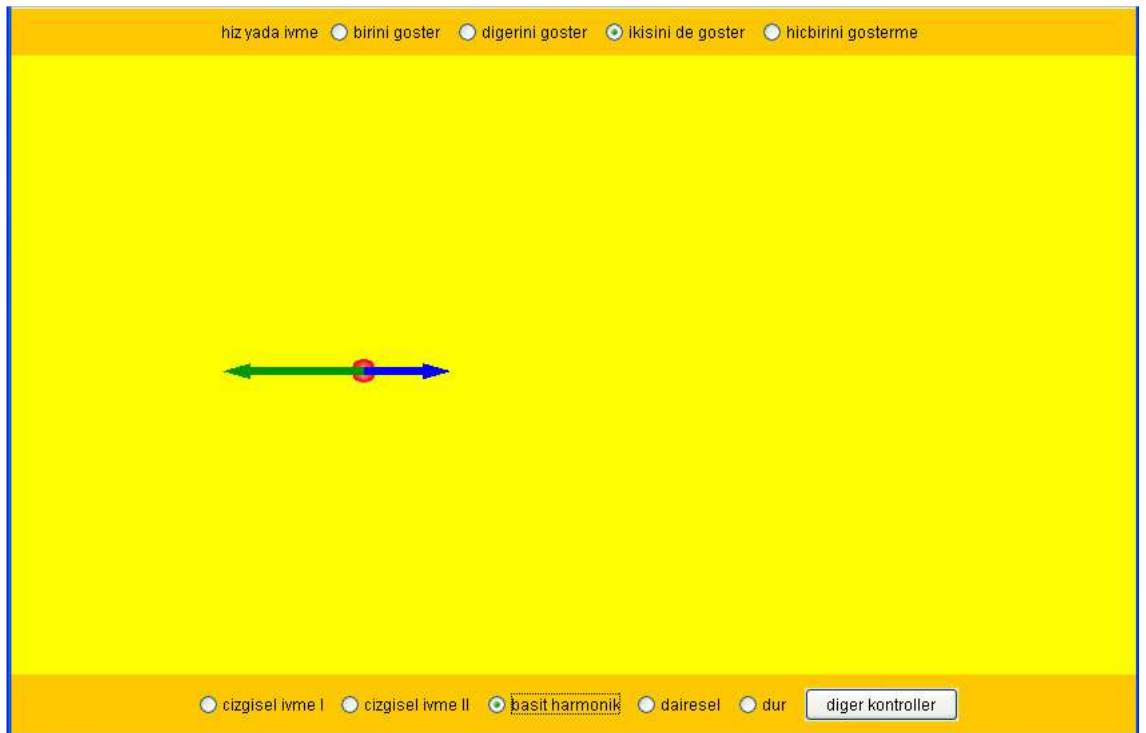 hiz yada ivme birini goster digerini goster ikisini de goster hicbirini gosterme
cizgisel ivme I cizgisel ivme II basit harmonik dairesel dur diger kontroller